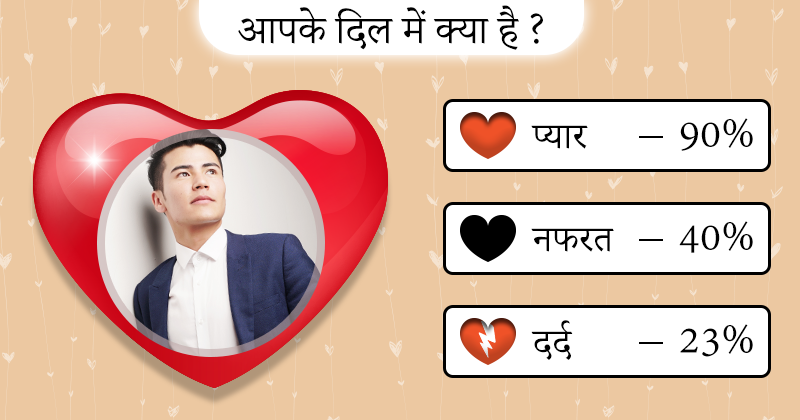 आपके दिल में क्या है ?
प्यार – 90%
नफरत – 40%
दर्द – 23%